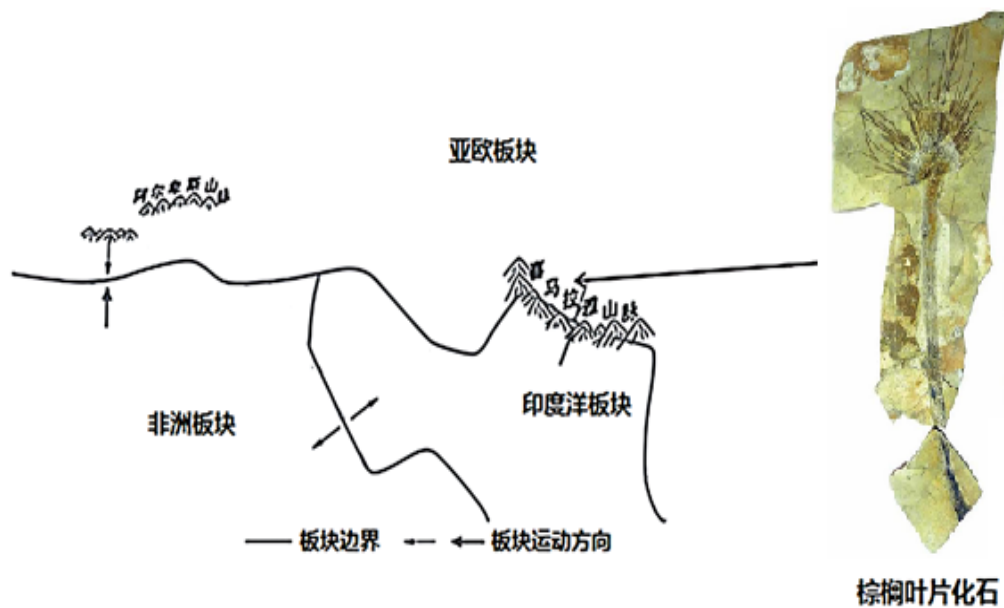 亚欧板块
阿尔卑斯山脉
喜马拉雅山脉
非洲板块
印度洋板块
板块边界
板块运动方向
棕榈叶片化石